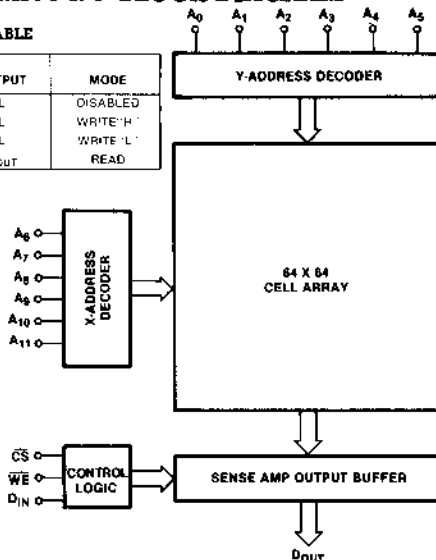 ABLE
A0 A1 A2 A3 A4 A5
Y-ADDRESS DECODER
PUT MODE
L DISABLED
L WRITE "H"
L WRITE "L"
OUT READ
A6
A7
A8
A9
A10
A11
X-ADDRESS
DECODER
64 X 64
CELL ARRAY
CS
WE
DIN
CONTROL
LOGIC
SENSE AMP OUTPUT BUFFER
DOUT